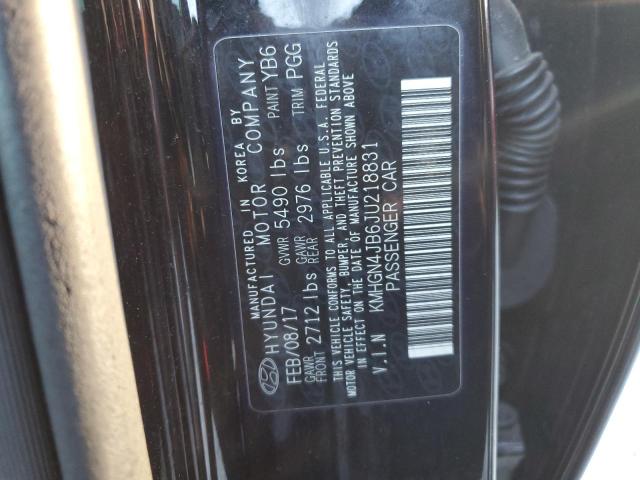 MANUFACTURED IN KOREA BY
HYUNDAI MOTOR COMPANY
FEB/08/17 GVWR 5490 lbs PAINT YB6
GAWR FRONT 2712 lbs GAWR REAR 2976 lbs TRIM PGG
THIS VEHICLE CONFORMS TO ALL APPLICABLE U.S.A. FEDERAL
MOTOR VEHICLE SAFETY, BUMPER, AND THEFT PREVENTION STANDARDS
IN EFFECT ON THE DATE OF MANUFACTURE SHOWN ABOVE
V.I.N KMHGN4JB6JU218831
PASSENGER CAR